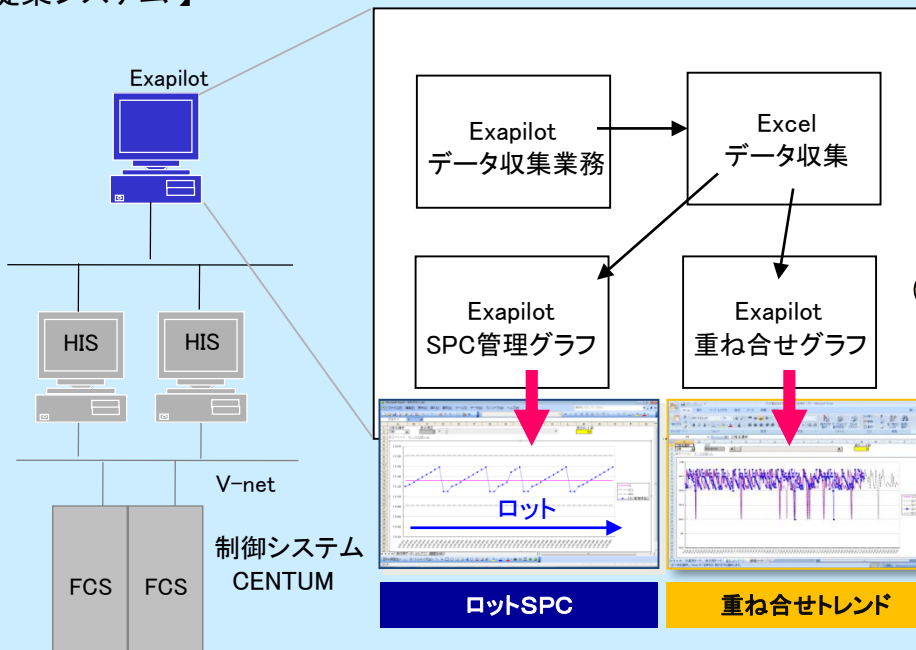 提案システム】
Exapilot
Exapilot
データ収集業務
Excel
データ収集
Exapilot
SPC管理グラフ
Exapilot
重ね合せグラフ
HIS
HIS
V-net
制御システム
CENTUM
FCS
FCS
ロット
ロットSPC
重ね合せトレンド